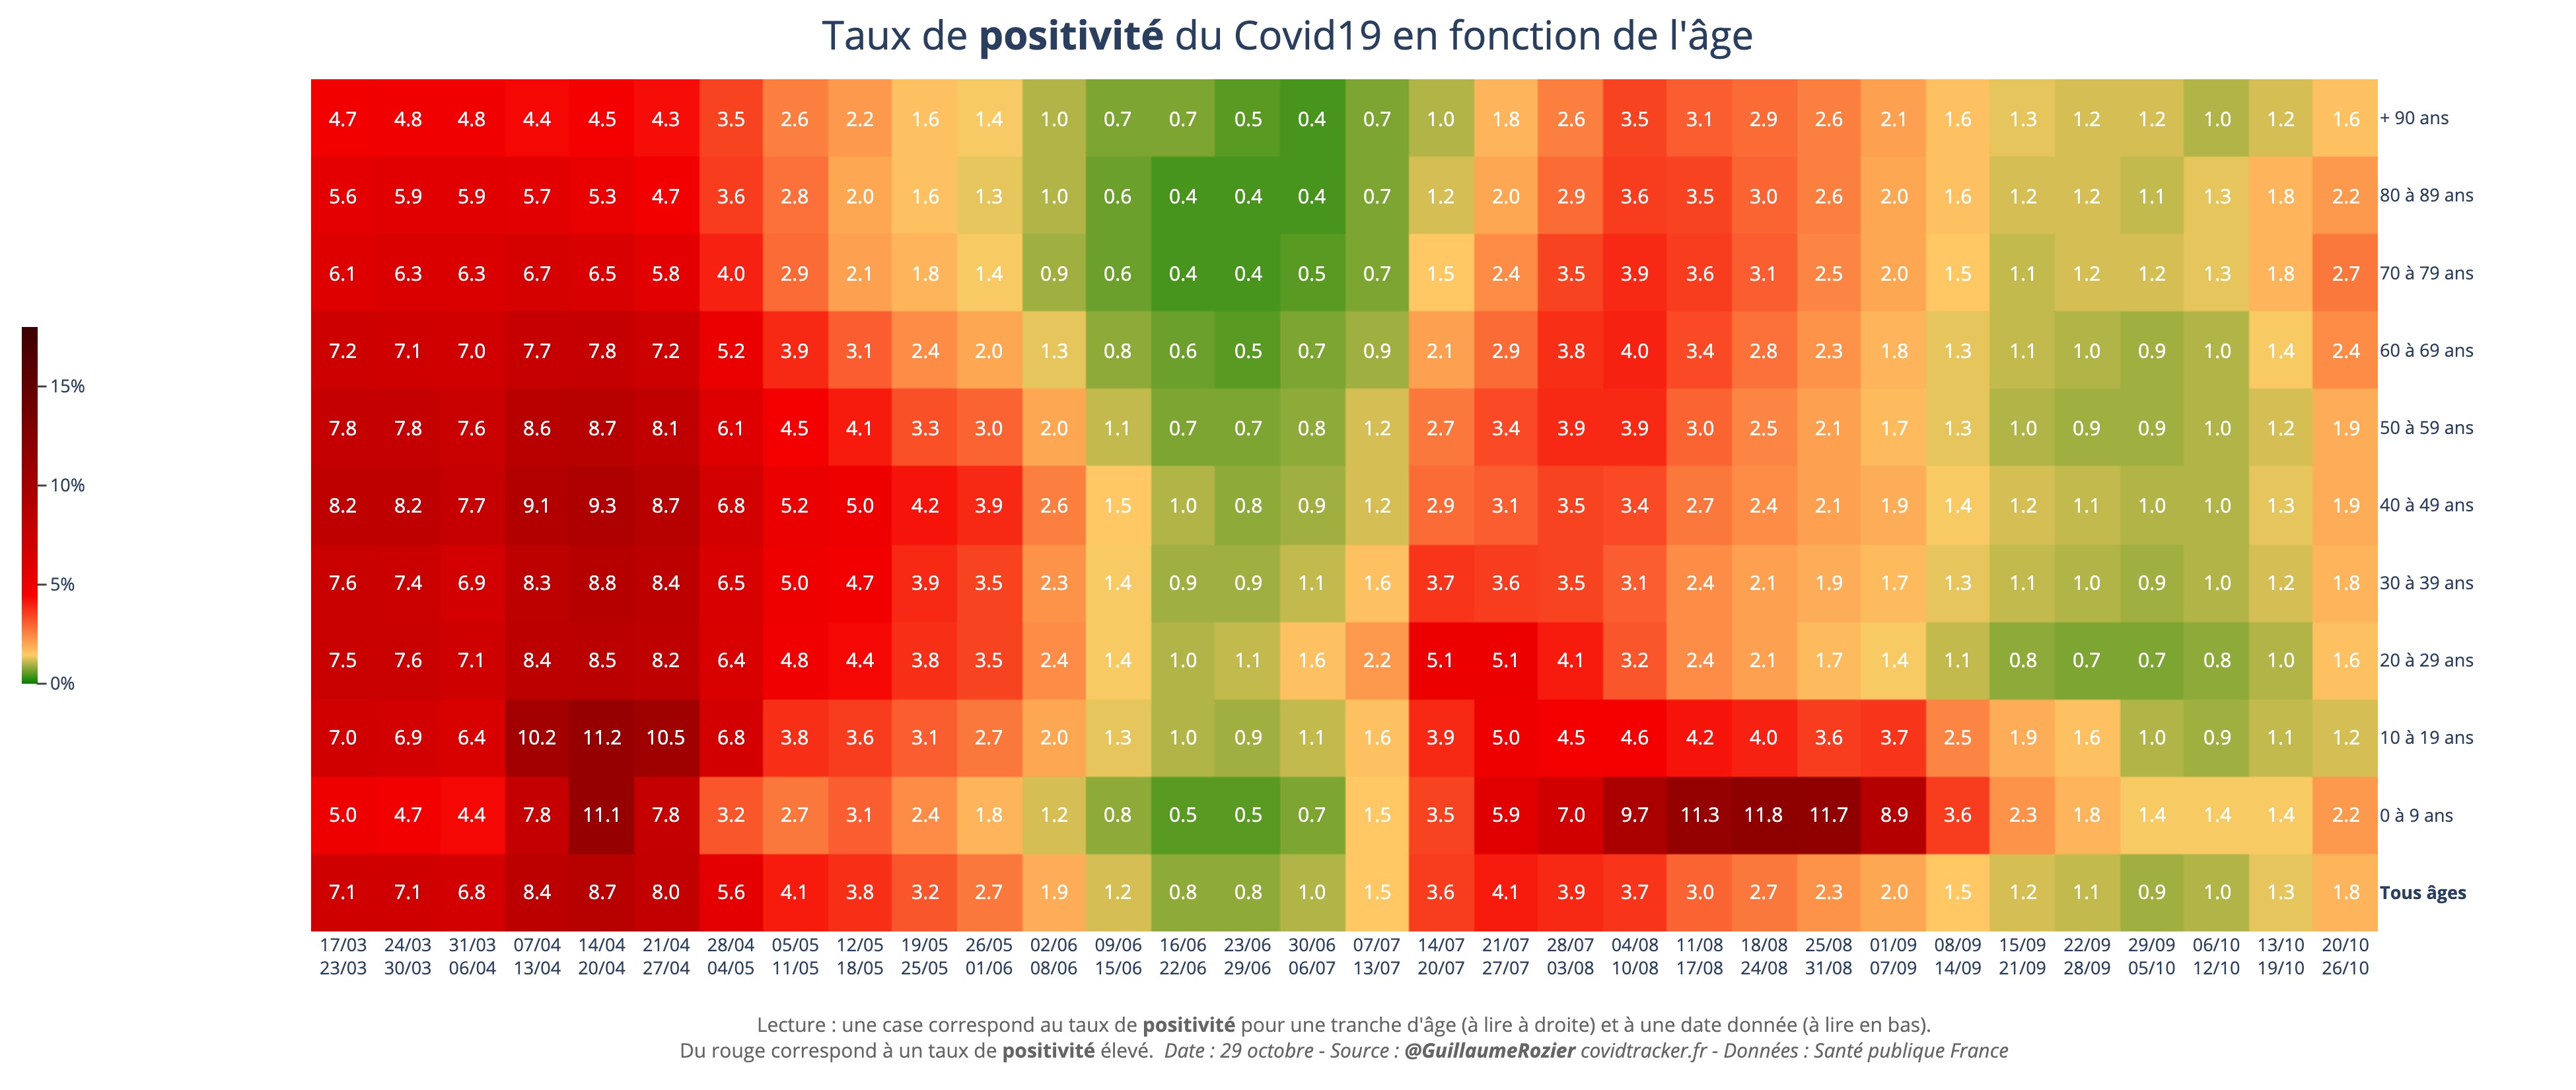 Taux de positivité du Covid19 en fonction de l'âge
4.7 4.8 4.8 4.4 4.5 4.3 3.5 2.6 2.2 1.6 1.4 1.0 0.7 0.7 0.5 0.4 0.7 1.0 1.8 2.6 3.5 3.1 2.9 2.6 2.1 1.6 1.3 1.2 1.2 1.0 1.2 1.6 + 90 ans
5.6 5.9 5.9 5.7 5.3 4.7 3.6 2.8 2.0 1.6 1.3 1.0 0.6 0.4 0.4 0.4 0.7 1.2 2.0 2.9 3.6 3.5 3.0 2.6 2.0 1.6 1.2 1.2 1.1 1.3 1.8 2.2 80 à 89 ans
6.1 6.3 6.3 6.7 6.5 5.8 4.0 2.9 2.1 1.8 1.4 0.9 0.6 0.4 0.4 0.5 0.7 1.5 2.4 3.5 3.9 3.6 3.1 2.5 2.0 1.5 1.1 1.2 1.2 1.3 1.8 2.7 70 à 79 ans
7.2 7.1 7.0 7.7 7.8 7.2 5.2 3.9 3.1 2.4 2.0 1.3 0.8 0.6 0.5 0.7 0.9 2.1 2.9 3.8 4.0 3.4 2.8 2.3 1.8 1.3 1.1 1.0 0.9 1.0 1.4 2.4 60 à 69 ans
15%
7.8 7.8 7.6 8.6 8.7 8.1 6.1 4.5 4.1 3.3 3.0 2.0 1.1 0.7 0.7 0.8 1.2 2.7 3.4 3.9 3.9 3.0 2.5 2.1 1.7 1.3 1.0 0.9 0.9 1.0 1.2 1.9 50 à 59 ans
10%
8.2 8.2 7.7 9.1 9.3 8.7 6.8 5.2 5.0 4.2 3.9 2.6 1.5 1.0 0.8 0.9 1.2 2.9 3.1 3.5 3.4 2.7 2.4 2.1 1.9 1.4 1.2 1.1 1.0 1.0 1.3 1.9 40 à 49 ans
5%
7.6 7.4 6.9 8.3 8.8 8.4 6.5 5.0 4.7 3.9 3.5 2.3 1.4 0.9 0.9 1.1 1.6 3.7 3.6 3.5 3.1 2.4 2.1 1.9 1.7 1.3 1.1 1.0 0.9 1.0 1.2 1.8 30 à 39 ans
7.5 7.6 7.1 8.4 8.5 8.2 6.4 4.8 4.4 3.8 3.5 2.4 1.4 1.0 1.1 1.6 2.2 5.1 5.1 4.1 3.2 2.4 2.1 1.7 1.4 1.1 0.8 0.7 0.7 0.8 1.0 1.6 20 à 29 ans
0%
7.0 6.9 6.4 10.2 11.2 10.5 6.8 3.8 3.6 3.1 2.7 2.0 1.3 1.0 0.9 1.1 1.6 3.9 5.0 4.5 4.6 4.2 4.0 3.6 3.7 2.5 1.9 1.6 1.0 0.9 1.1 1.2 10 à 19 ans
5.0 4.7 4.4 7.8 11.1 7.8 3.2 2.7 3.1 2.4 1.8 1.2 0.8 0.5 0.5 0.7 1.5 3.5 5.9 7.0 9.7 11.3 11.8 11.7 8.9 3.6 2.3 1.8 1.4 1.4 1.4 2.2 0 à 9 ans
7.1 7.1 6.8 8.4 8.7 8.0 5.6 4.1 3.8 3.2 2.7 1.9 1.2 0.8 0.8 1.0 1.5 3.6 4.1 3.9 3.7 3.0 2.7 2.3 2.0 1.5 1.2 1.1 0.9 1.0 1.3 1.8 Tous âges
17/03 24/03 31/03 07/04 14/04 21/04 28/04 05/05 12/05 19/05 26/05 02/06 09/06 16/06 23/06 30/06 07/07 14/07 21/07 28/07 04/08 11/08 18/08 25/08 01/09 08/09 15/09 22/09 29/09 06/10 13/10 20/10
23/03 30/03 06/04 13/04 20/04 27/04 04/05 11/05 18/05 25/05 01/06 08/06 15/06 22/06 29/06 06/07 13/07 20/07 27/07 03/08 10/08 17/08 24/08 31/08 07/09 14/09 21/09 28/09 05/10 12/10 19/10 26/10
Lecture : une case correspond au taux de positivité pour une tranche d'âge (à lire à droite) et à une date donnée (à lire en bas).
Du rouge correspond à un taux de positivité élevé. Date : 29 octobre - Source : @GuillaumeRozier covidtracker.fr - Données : Santé publique France